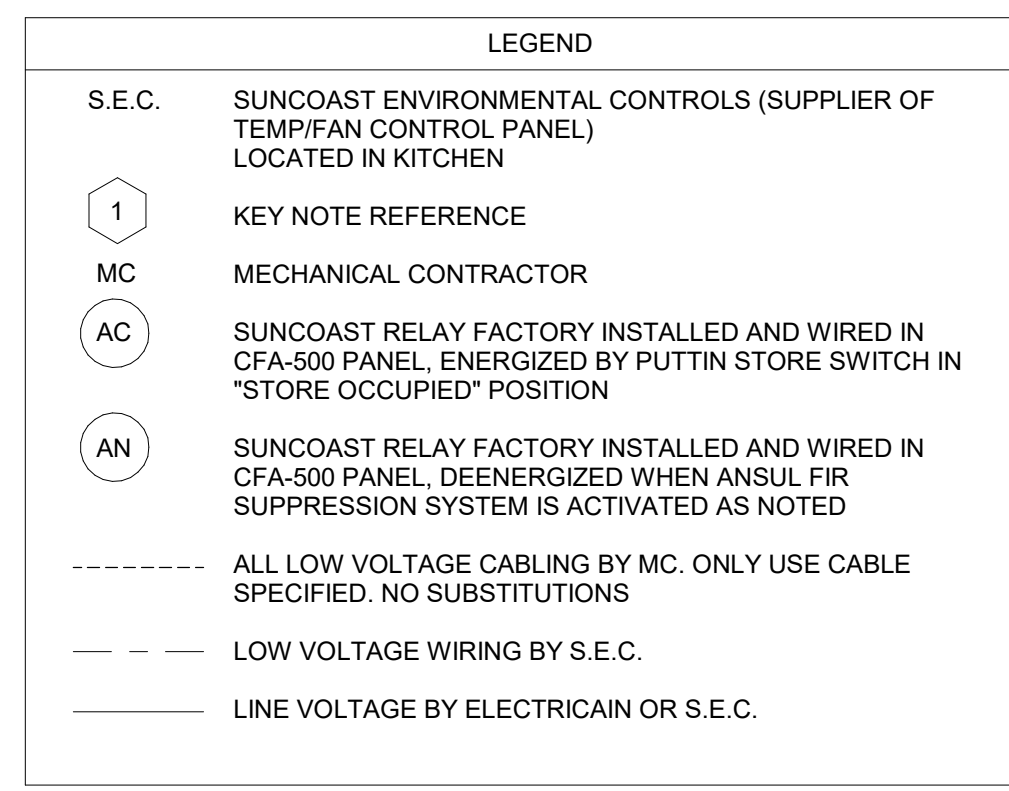 LEGEND
S.E.C. SUNCOAST ENVIRONMENTAL CONTROLS (SUPPLIER OF
TEMP/FAN CONTROL PANEL)
LOCATED IN KITCHEN
1 KEY NOTE REFERENCE
MC MECHANICAL CONTRACTOR
AC SUNCOAST RELAY FACTORY INSTALLED AND WIRED IN
CFA-500 PANEL, ENERGIZED BY PUTTIN STORE SWITCH IN
"STORE OCCUPIED" POSITION
AN SUNCOAST RELAY FACTORY INSTALLED AND WIRED IN
CFA-500 PANEL, DEENERGIZED WHEN ANSUL FIR
SUPPRESSION SYSTEM IS ACTIVATED AS NOTED
ALL LOW VOLTAGE CABLING BY MC. ONLY USE CABLE
SPECIFIED. NO SUBSTITUTIONS
LOW VOLTAGE WIRING BY S.E.C.
LINE VOLTAGE BY ELECTRICAIN OR S.E.C.